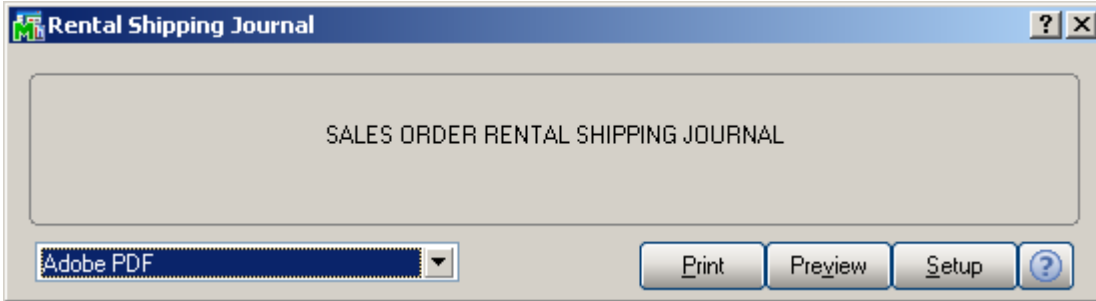 Rental Shipping Journal
SALES ORDER RENTAL SHIPPING JOURNAL
Adobe PDF
Print Preview Setup